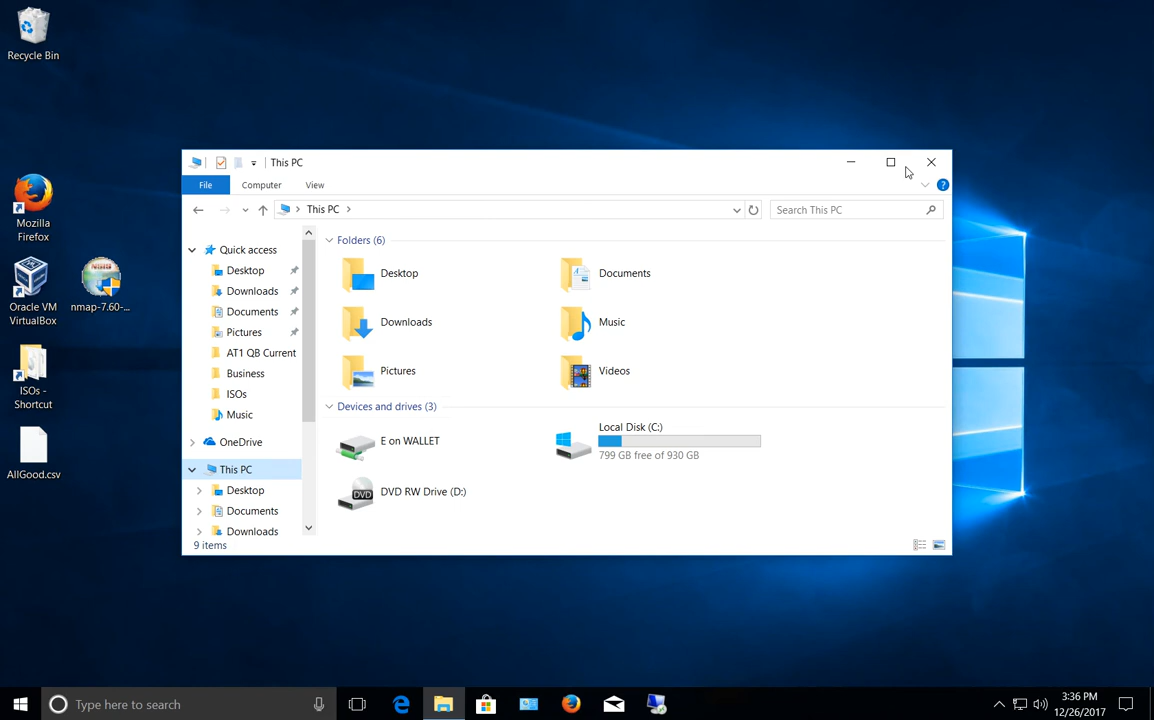 Recycle Bin
Mozilla
Firefox
Oracle VM
VirtualBox
nmap-7.60-...
ISOs -
Shortcut
AllGood.csv
This PC
File
Computer
View
This PC
Search This PC
Quick access
Desktop
Downloads
Documents
Pictures
AT1 QB Current
Business
ISOs
Music
OneDrive
This PC
Desktop
Documents
Downloads
Folders (6)
Desktop
Documents
Downloads
Music
Pictures
Videos
Devices and drives (3)
E on WALLET
Local Disk (C:)
799 GB free of 930 GB
DVD
DVD RW Drive (D:)
9 items
Type here to search
3:36 PM
12/26/2017